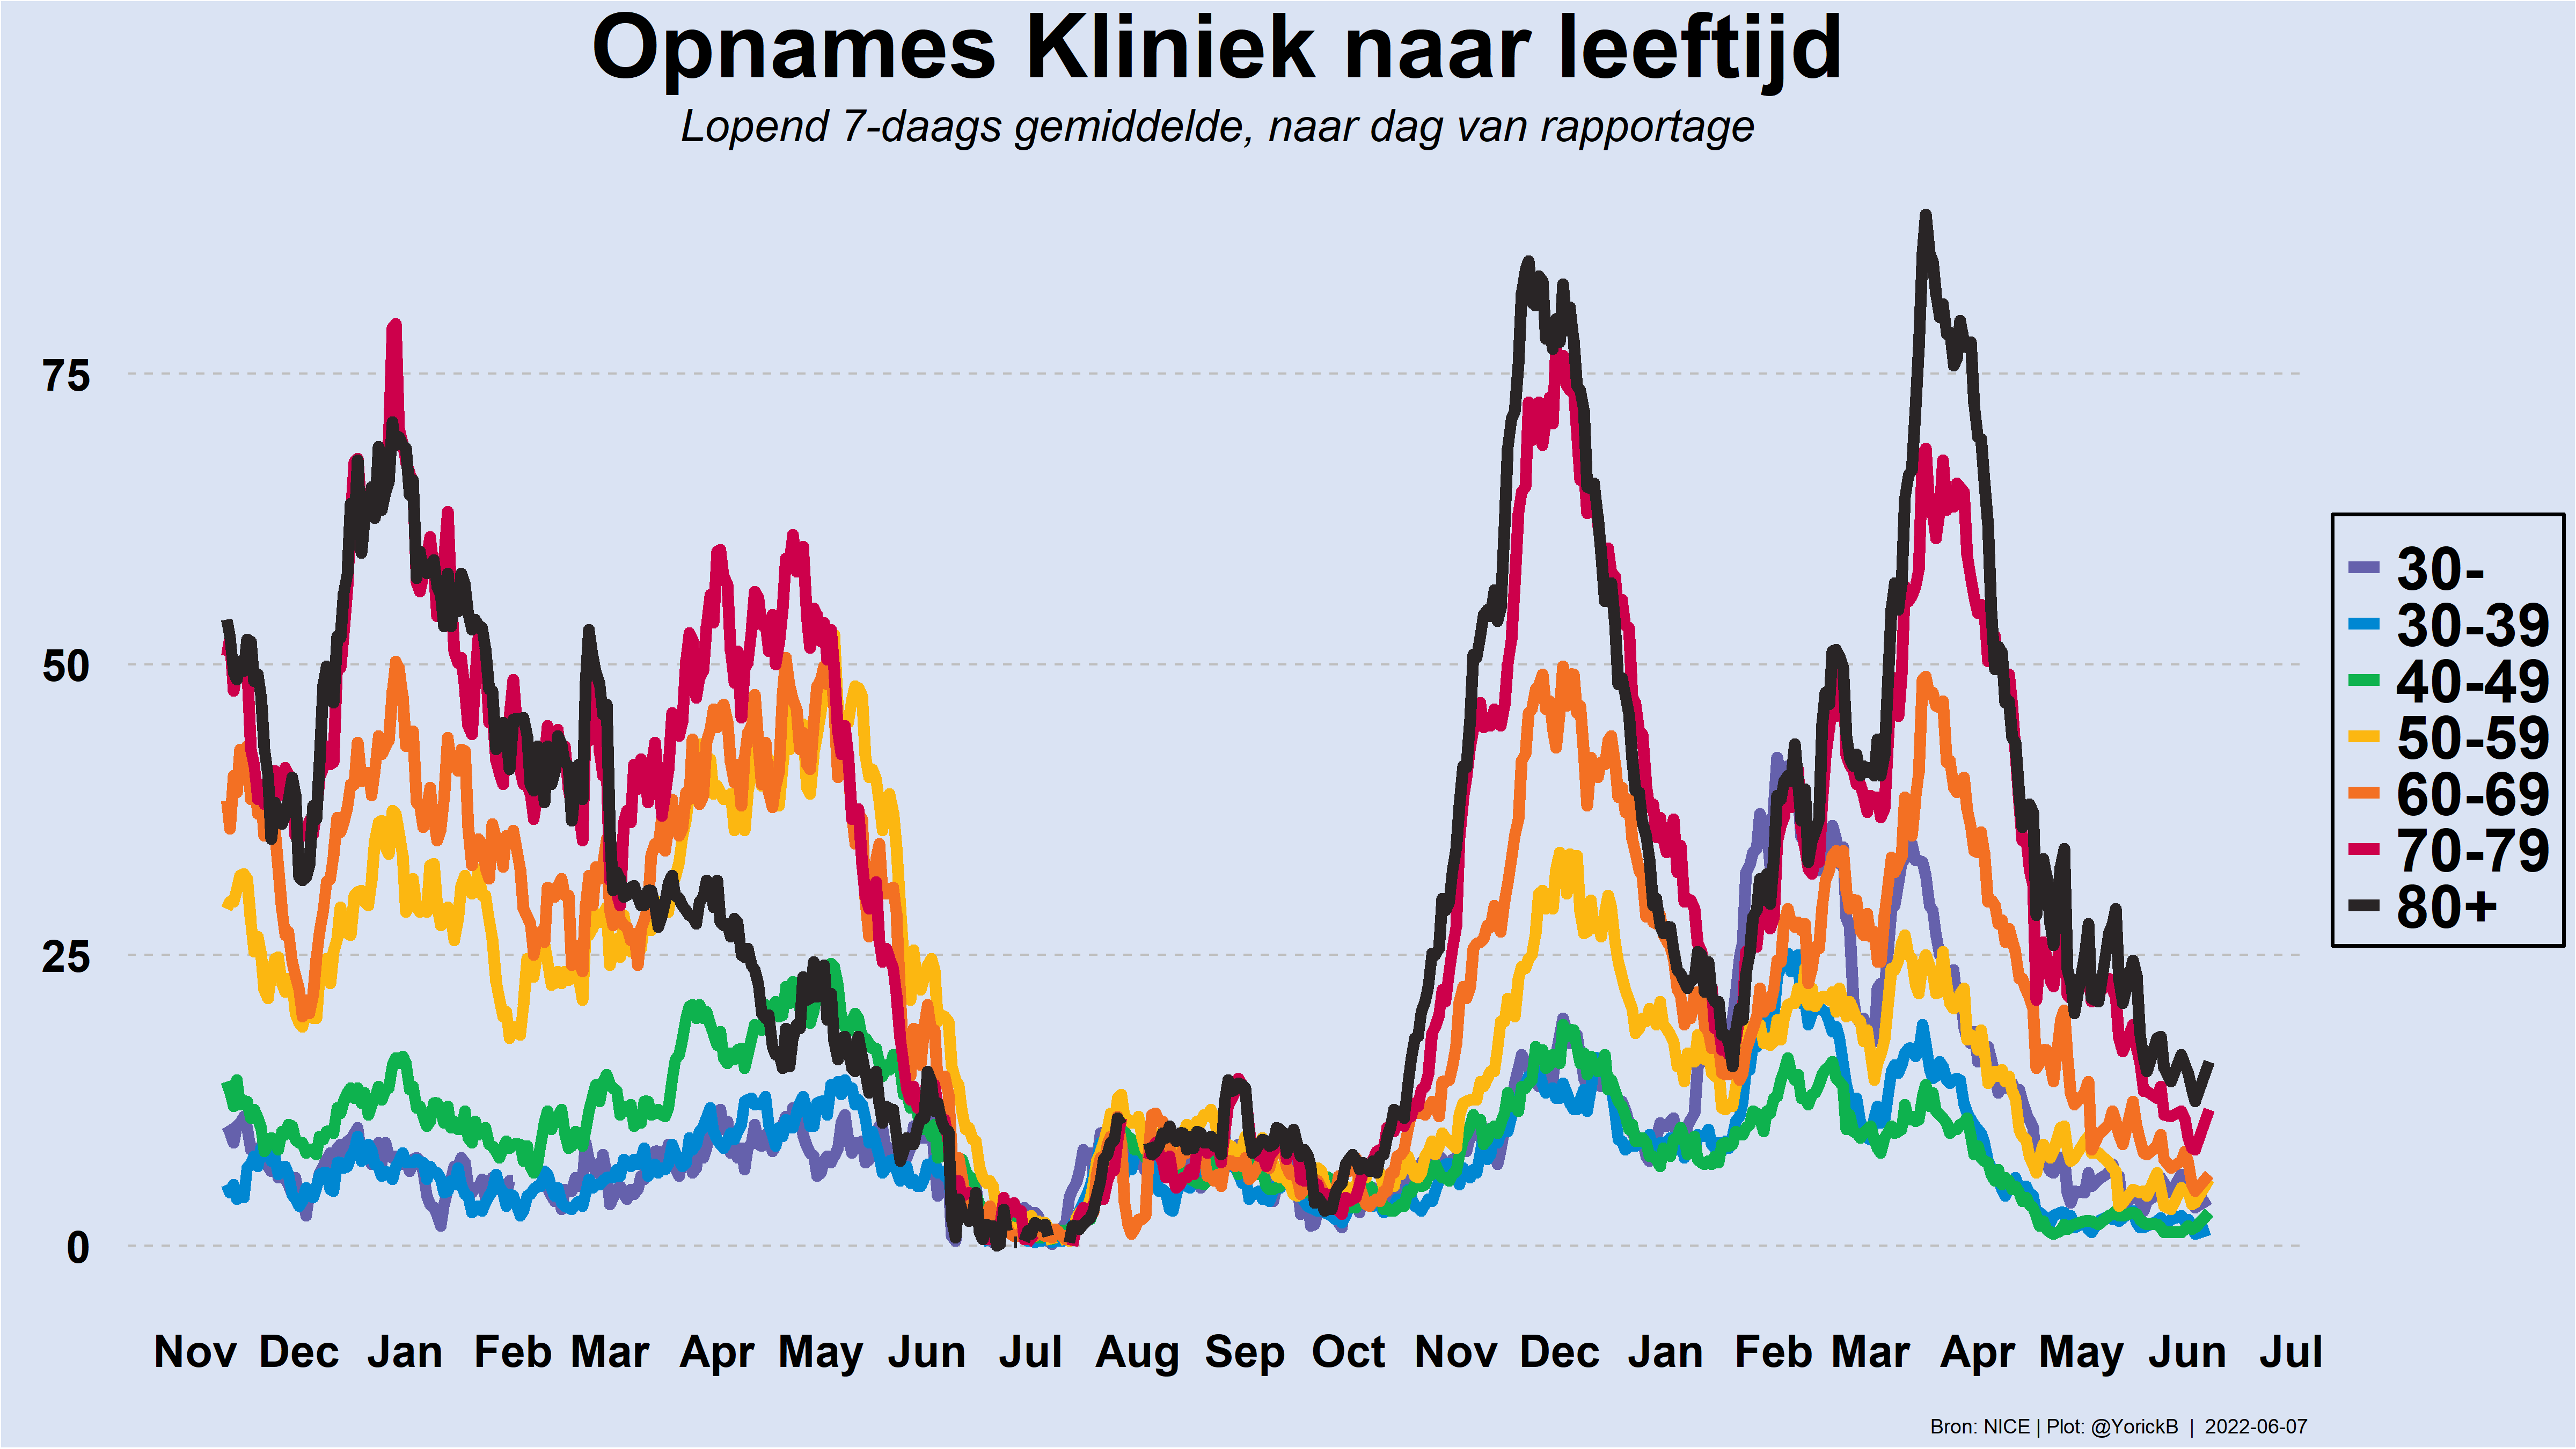 Opnames Kliniek naar leeftijd
Lopend 7-daags gemiddelde, naar dag van rapportage
75
50
25
0
30-
30-39
40-49
50-59
60-69
70-79
80+
Nov Dec Jan Feb Mar Apr May Jun Jul Aug Sep Oct Nov Dec Jan Feb Mar Apr May Jun Jul
Bron: NICE | Plot: @YorickB | 2022-06-07